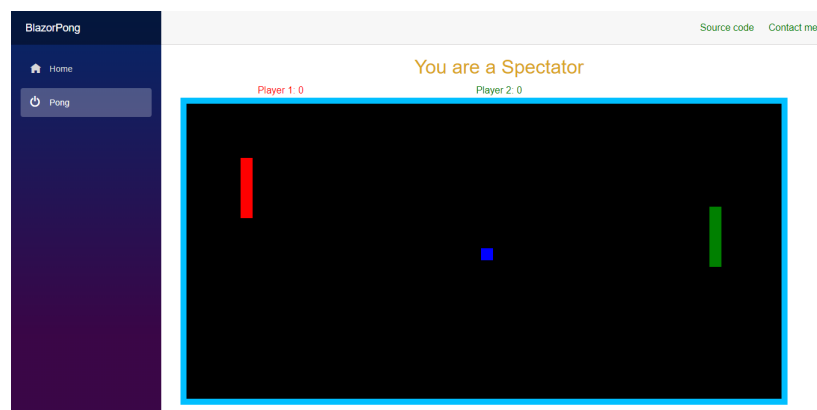 BlazorPong
Source code Contact me
Home
Pong
You are a Spectator
Player 1: 0 Player 2: 0